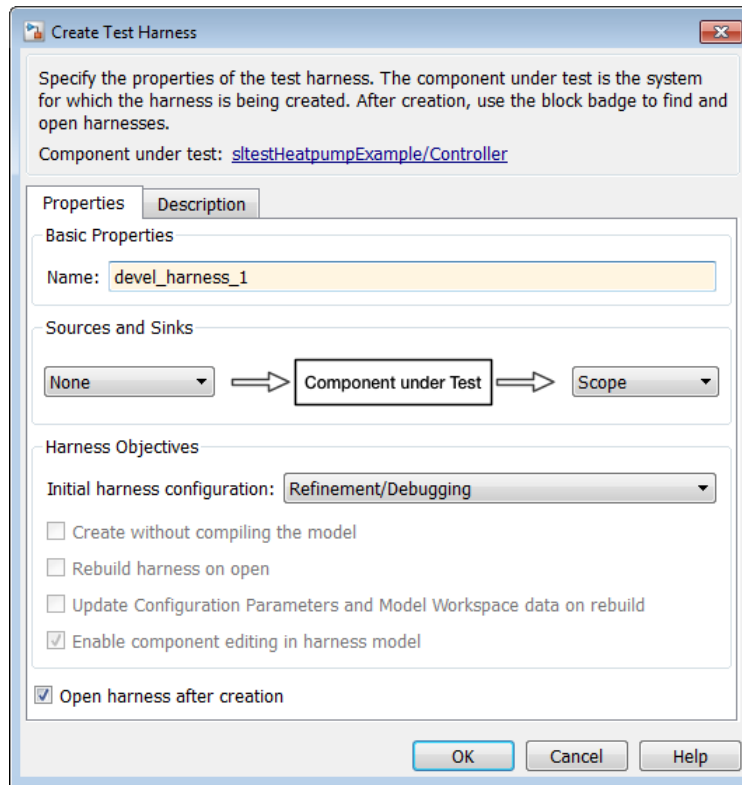 Create Test Harness
Specify the properties of the test harness. The component under test is the system
for which the harness is being created. After creation, use the block badge to find and
open harnesses.
Component under test: sltestHeatpumpExample/Controller
Properties Description
Basic Properties
Name: devel_harness_1
Sources and Sinks
None Component under Test Scope
Harness Objectives
Initial harness configuration: Refinement/Debugging
Create without compiling the model
Rebuild harness on open
Update Configuration Parameters and Model Workspace data on rebuild
Enable component editing in harness model
Open harness after creation
OK Cancel Help